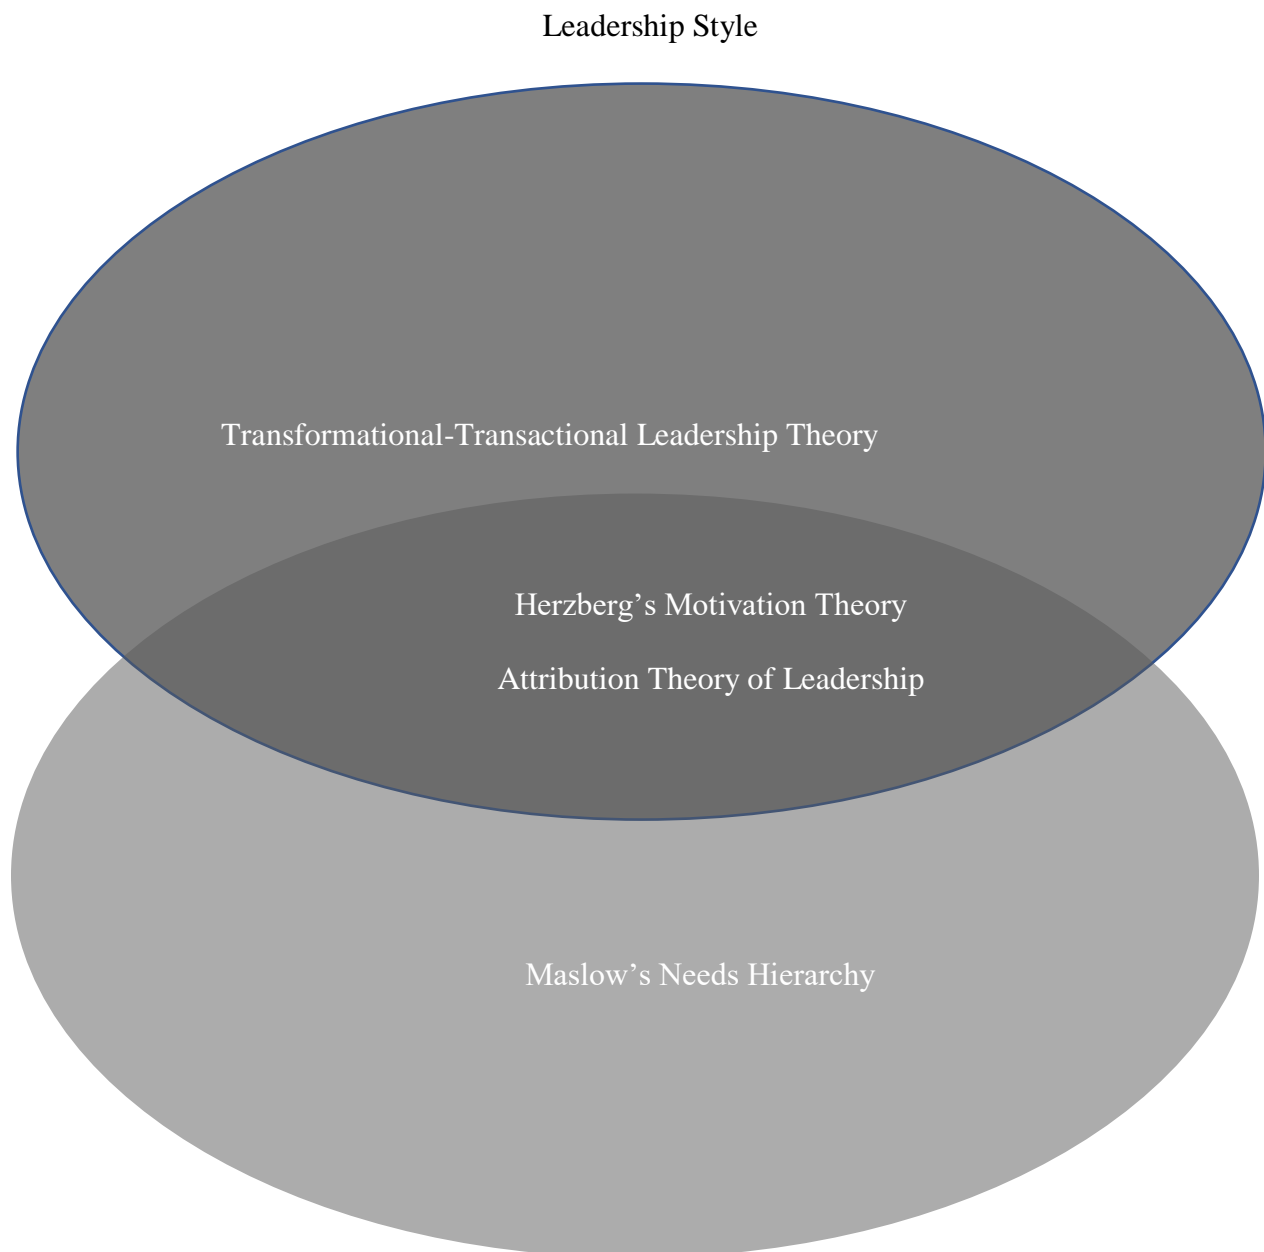 Leadership Style
Transformational-Transactional Leadership Theory
Herzberg’s Motivation Theory
Attribution Theory of Leadership
Maslow’s Needs Hierarchy